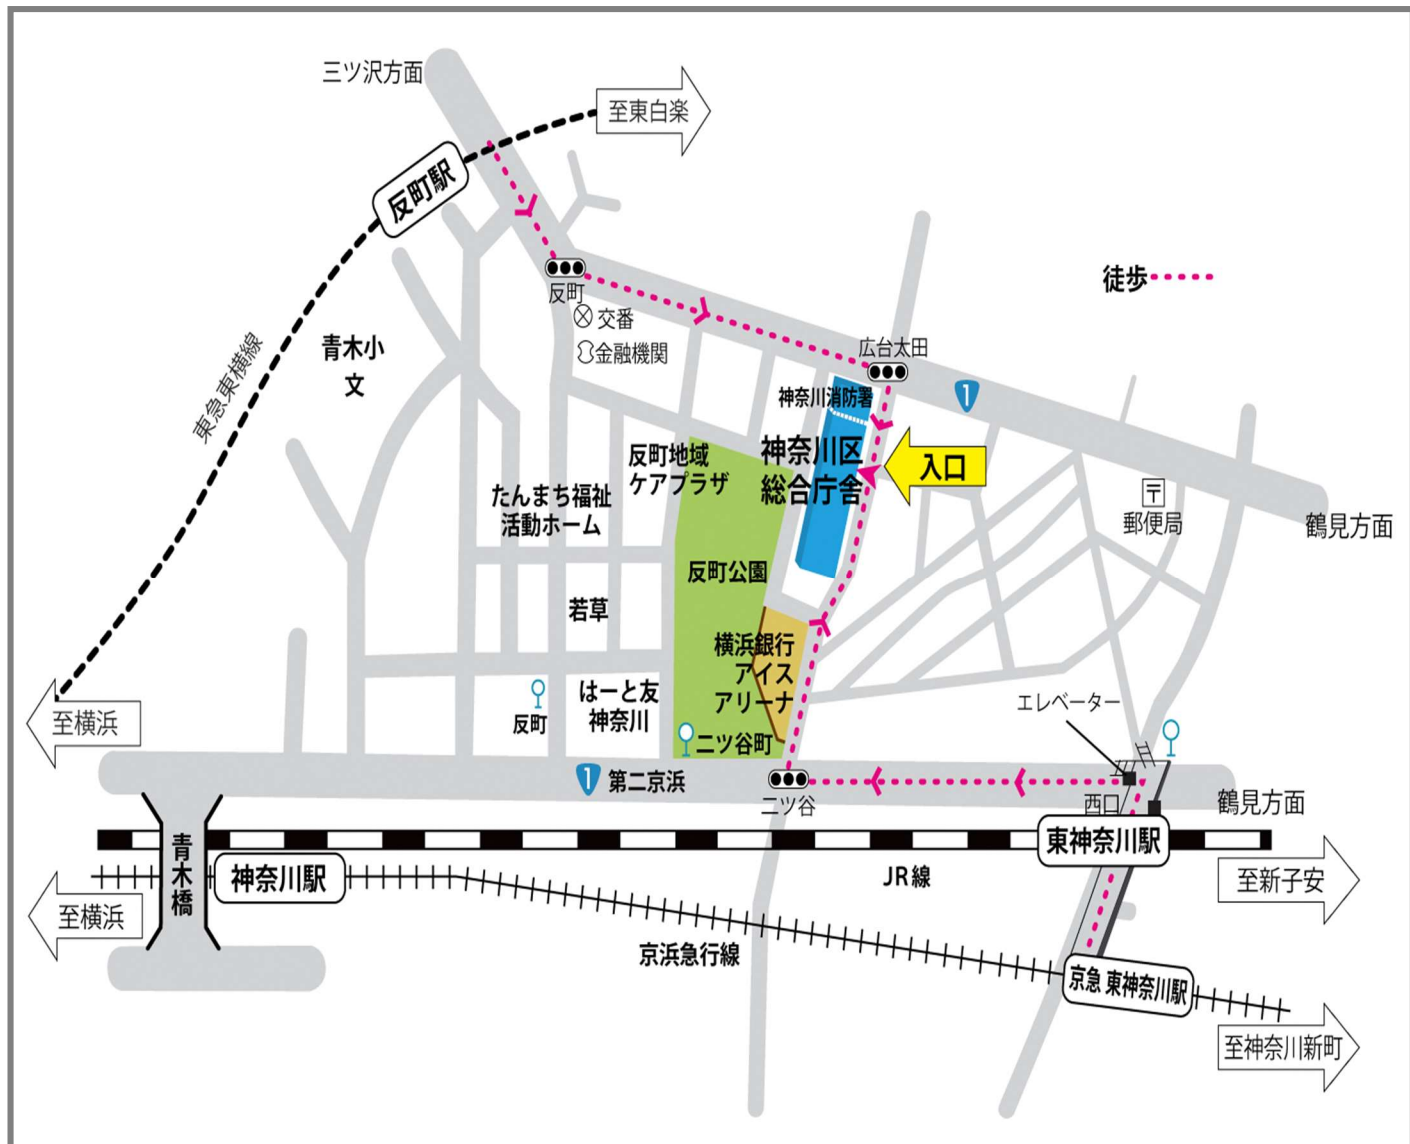 三ツ沢方面
至東白楽
反町駅
反町
交番
金融機関
徒歩
青木小
文
東急東横線
広台太田
1
神奈川消防署
神奈川区
総合庁舎
入口
反町地域
ケアプラザ
たんまち福祉
活動ホーム
〒
郵便局
鶴見方面
反町公園
若草
横浜銀行
アイス
アリーナ
はーと友
神奈川
反町
二ツ谷町
エレベーター
至横浜
1
第二京浜
二ツ谷
西口
鶴見方面
青木橋
東神奈川駅
神奈川駅
JR線
至新子安
至横浜
京浜急行線
京急 東神奈川駅
至神奈川新町